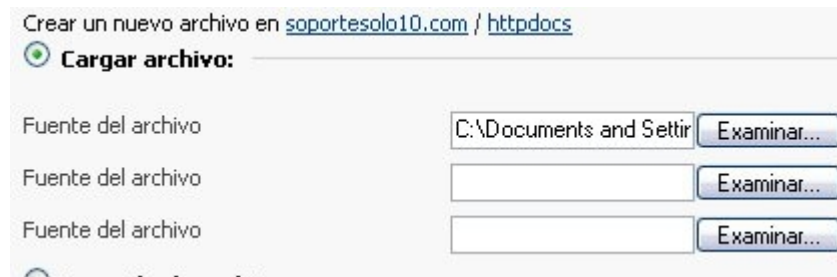 Crear un nuevo archivo en soportesolo10.com / httpdocs
Cargar archivo:
Fuente del archivo C:\Documents and Settir Examinar...
Fuente del archivo Examinar...
Fuente del archivo Examinar...